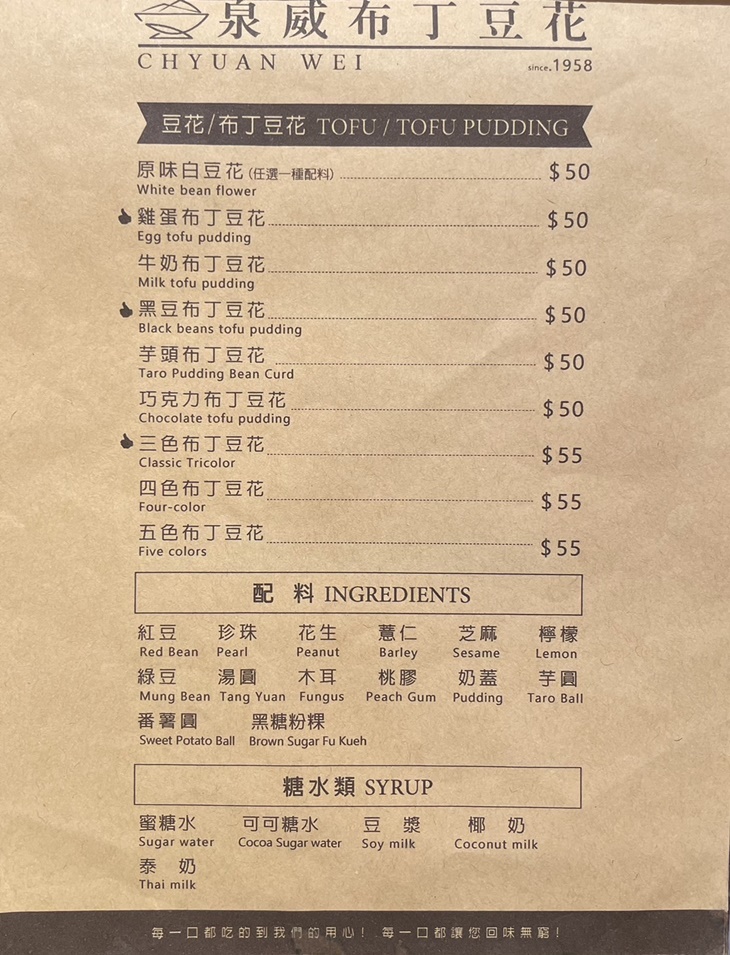 泉威布丁豆花
CHYUAN WEI since.1958
豆花/布丁豆花 TOFU / TOFU PUDDING
原味白豆花(任選一種配料) $50
White bean flower
雞蛋布丁豆花 $50
Egg tofu pudding
牛奶布丁豆花 $50
Milk tofu pudding
黑豆布丁豆花 $50
Black beans tofu pudding
芋頭布丁豆花 $50
Taro Pudding Bean Curd
巧克力布丁豆花 $50
Chocolate tofu pudding
三色布丁豆花 $55
Classic Tricolor
四色布丁豆花 $55
Four-color
五色布丁豆花 $55
Five colors
配 料 INGREDIENTS
紅豆 珍珠 花生 薏仁 芝麻 檸檬
Red Bean Pearl Peanut Barley Sesame Lemon
綠豆 湯圓 木耳 桃膠 奶蓋 芋圓
Mung Bean Tang Yuan Fungus Peach Gum Pudding Taro Ball
番薯圓 黑糖粉粿
Sweet Potato Ball Brown Sugar Fu Kueh
糖水類 SYRUP
蜜糖水 可可糖水 豆 漿 椰 奶
Sugar water Cocoa Sugar water Soy milk Coconut milk
泰 奶
Thai milk
每一口都吃的到我們的用心! 每一口都讓您回味無窮!